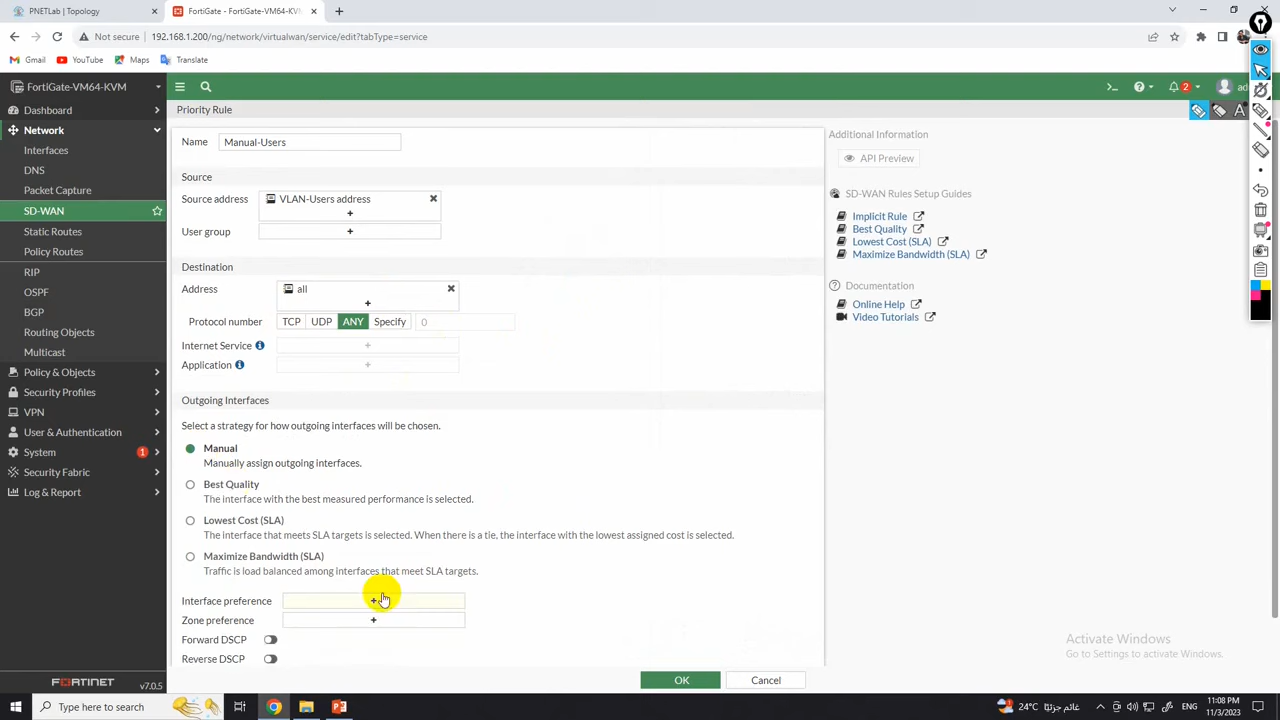 PNETLab | Topology
FortiGate - FortiGate-VM64-KVM
Not secure
192.168.1.200/ng/network/virtualwan/service/edit?tabType=service
Gmail
YouTube
Maps
Translate
FortiGate-VM64-KVM
2
Dashboard
Network
Interfaces
DNS
Packet Capture
SD-WAN
Static Routes
Policy Routes
RIP
OSPF
BGP
Routing Objects
Multicast
Policy & Objects
Security Profiles
VPN
User & Authentication
System
1
Security Fabric
Log & Report
FORTINET
v7.0.5
Priority Rule
Name
Manual-Users
Source
Source address
VLAN-Users address
User group
Destination
Address
all
Protocol number
TCP
UDP
ANY
Specify
0
Internet Service
Application
Outgoing Interfaces
Select a strategy for how outgoing interfaces will be chosen.
Manual
Manually assign outgoing interfaces.
Best Quality
The interface with the best measured performance is selected.
Lowest Cost (SLA)
The interface that meets SLA targets is selected. When there is a tie, the interface with the lowest assigned cost is selected.
Maximize Bandwidth (SLA)
Traffic is load balanced among interfaces that meet SLA targets.
Interface preference
Zone preference
Forward DSCP
Reverse DSCP
OK
Cancel
Additional Information
API Preview
SD-WAN Rules Setup Guides
Implicit Rule
Best Quality
Lowest Cost (SLA)
Maximize Bandwidth (SLA)
Documentation
Online Help
Video Tutorials
A
Activate Windows
Go to Settings to activate Windows.
Type here to search
24°C
غائم جزئيًا
11:08 PM
11/3/2023